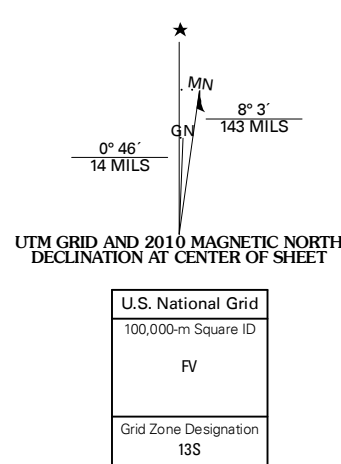 ★
MN
GN
8° 3´
143 MILS
0° 46´
14 MILS
UTM GRID AND 2010 MAGNETIC NORTH
DECLINATION AT CENTER OF SHEET
U.S. National Grid
100,000-m Square ID
FV
Grid Zone Designation
13S